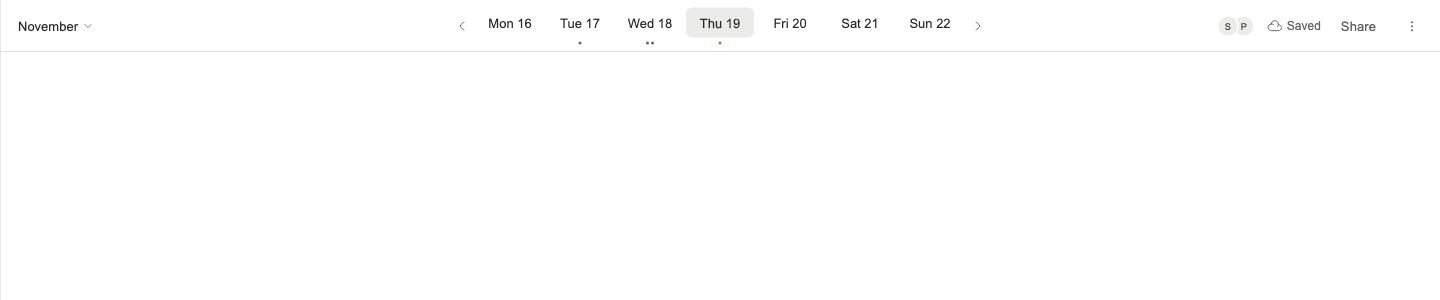 November
Mon 16 Tue 17 Wed 18 Thu 19 Fri 20 Sat 21 Sun 22
S P Saved Share